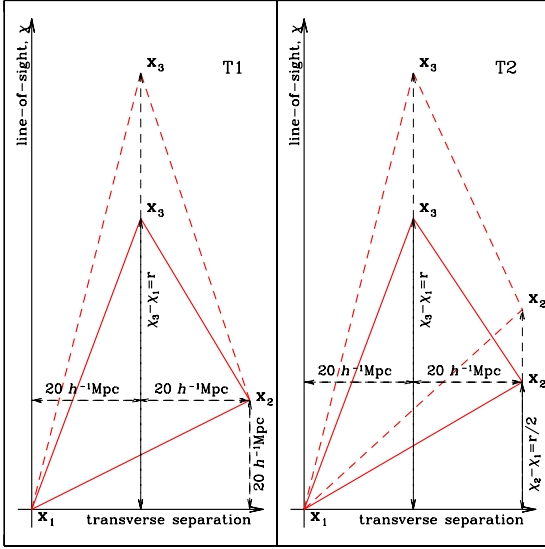 line-of-sight, χ
x₃
T1
x₃
χ₃-χ₁=r
20 h⁻¹Mpc
20 h⁻¹Mpc
x₂
20 h⁻¹Mpc
x₁
transverse separation
line-of-sight, χ
x₃
T2
x₃
x₂
χ₃-χ₁=r
20 h⁻¹Mpc
20 h⁻¹Mpc
x₂
χ₂-χ₁=r/2
x₁
transverse separation